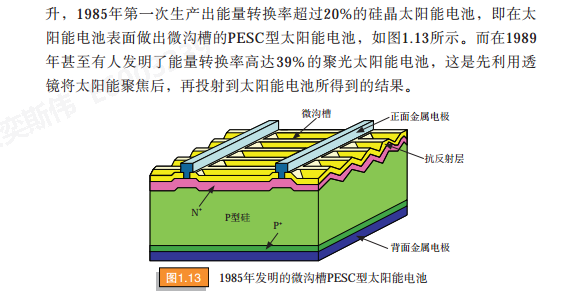 升，1985年第一次生产出能量转换率超过20%的硅晶太阳能电池，即在太
阳能电池表面做出微沟槽的PESC型太阳能电池，如图1.13所示。而在1989
年甚至有人发明了能量转换率高达39%的聚光太阳能电池，这是先利用透
镜将太阳能聚焦后，再投射到太阳能电池所得到的结果。
微沟槽
正面金属电极
抗反射层
N+
P型硅
P+
背面金属电极
图1.13 1985年发明的微沟槽PESC型太阳能电池
奕斯伟